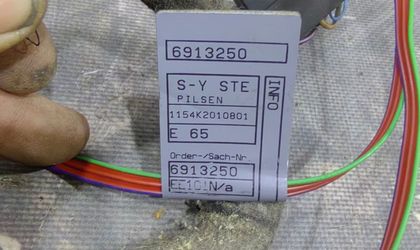 6913250
S-Y STE
PILSEN
1154K2010801
E 65
Order-/Sach-Nr.
6913250
N/a
INFO